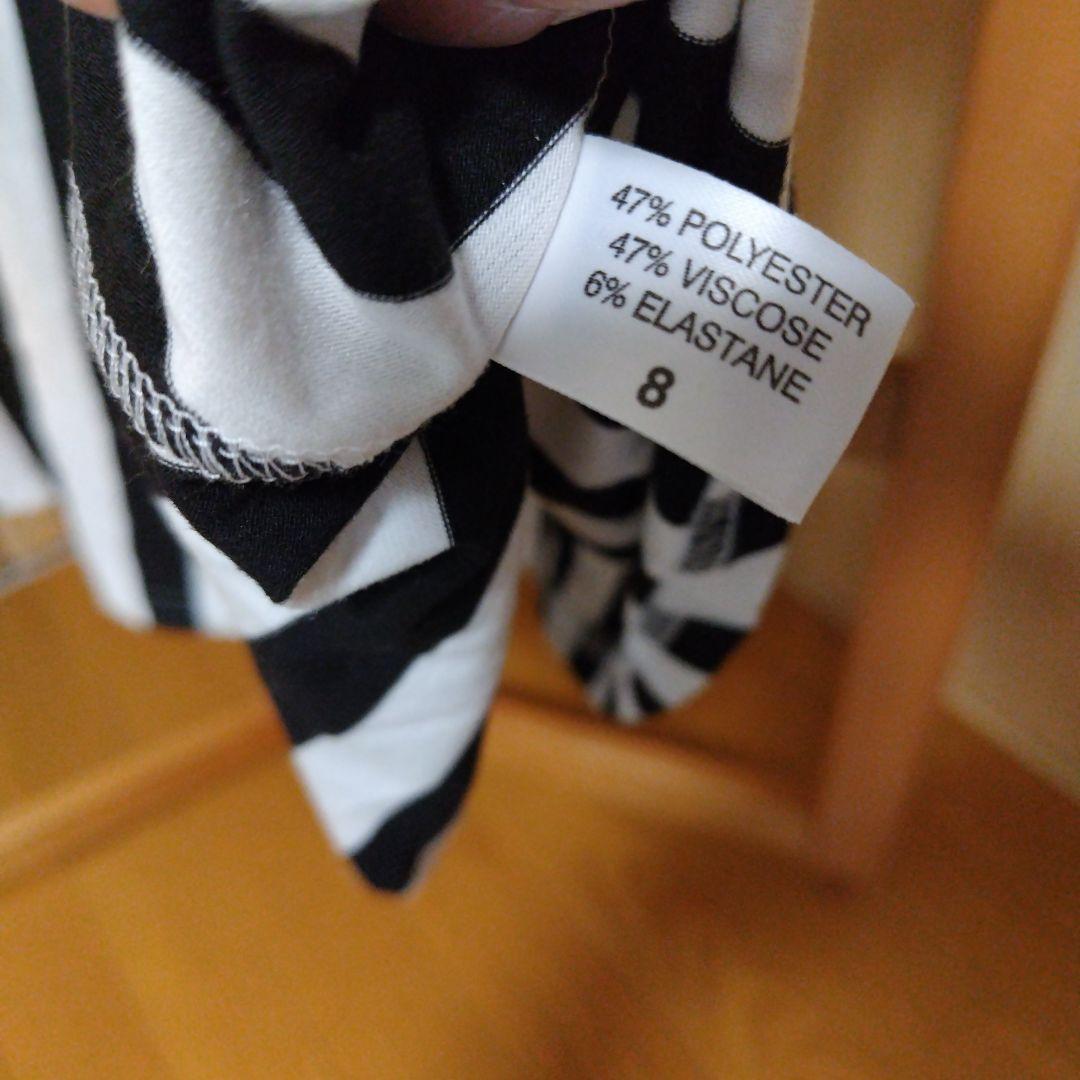 47% POLYESTER
47% VISCOSE
6% ELASTANE
8